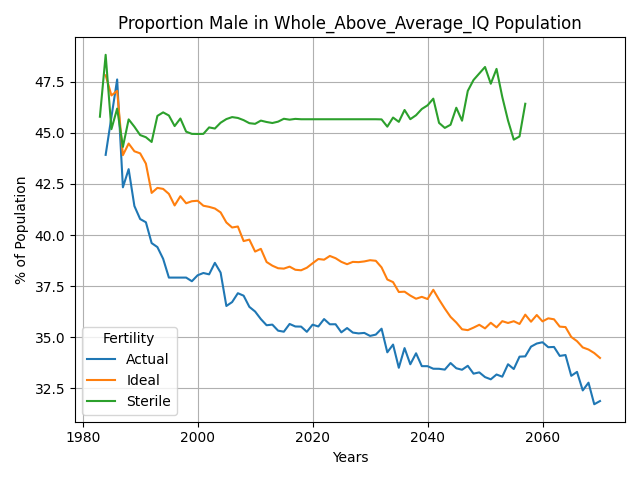 Proportion Male in Whole_Above_Average_IQ Population
% of Population
47.5
45.0
42.5
40.0
37.5
35.0
32.5
Fertility
Actual
Ideal
Sterile
1980
2000
2020
2040
2060
Years